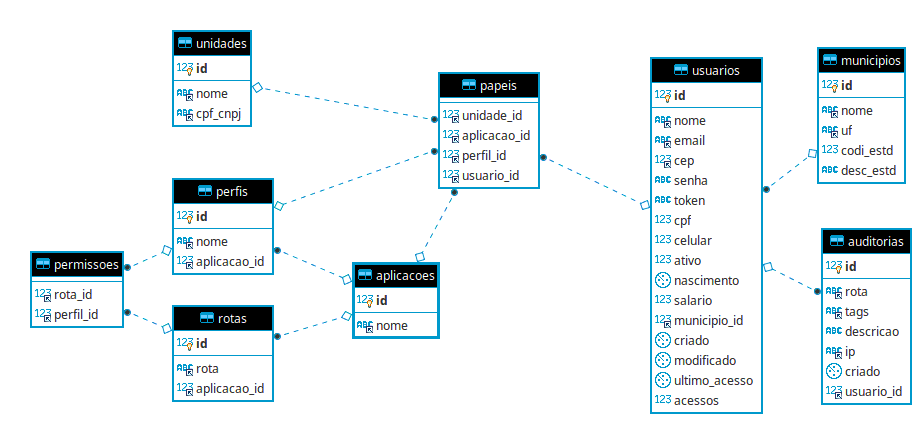 unidades
id
nome
cpf_cnpj
perfis
id
nome
aplicacao_id
permissoes
rota_id
perfil_id
rotas
id
rota
aplicacao_id
aplicacoes
id
nome
papeis
unidade_id
aplicacao_id
perfil_id
usuario_id
usuarios
id
nome
email
cep
senha
token
cpf
celular
ativo
nascimento
salario
municipio_id
criado
modificado
ultimo_acesso
acessos
municipios
id
nome
uf
codi_estd
desc_estd
auditorias
id
rota
tags
descricao
ip
criado
usuario_id